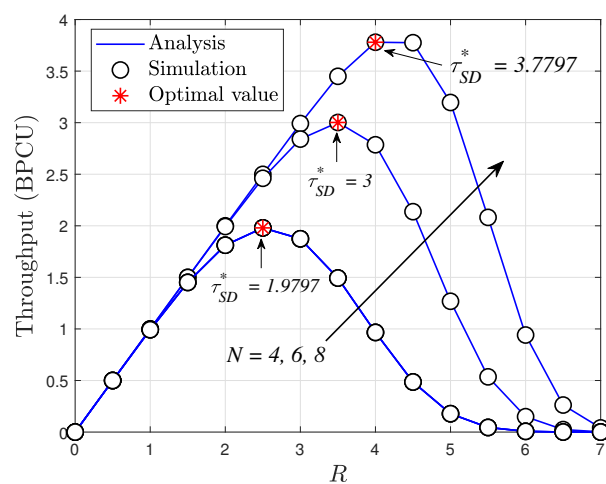 Analysis
Simulation
Optimal value
τ*SD = 3.7797
τ*SD = 3
τ*SD = 1.9797
N = 4, 6, 8
Throughput (BPCU)
4
3.5
3
2.5
2
1.5
1
0.5
0
0 1 2 3 4 5 6 7
R